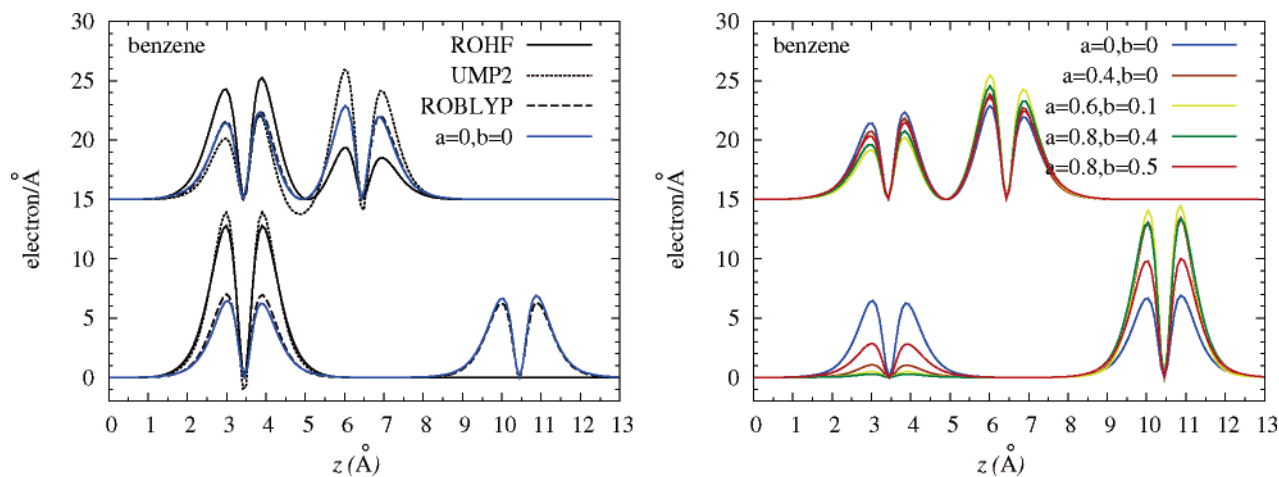 benzene
ROHF
UMP2
ROBLYP
a=0,b=0
electron/Å
electron/Å
30
25
20
15
10
5
0
0 1 2 3 4 5 6 7 8 9 10 11 12 13
z (Å)
benzene
a=0,b=0
a=0.4,b=0
a=0.6,b=0.1
a=0.8,b=0.4
a=0.8,b=0.5
electron/Å
electron/Å
30
25
20
15
10
5
0
0 1 2 3 4 5 6 7 8 9 10 11 12 13
z (Å)